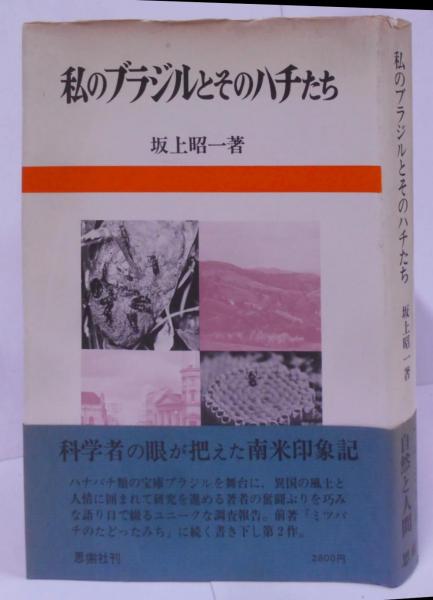 私のブラジルとそのハチたち
坂上昭一著
科学者の眼が把えた南米印象記
ハナバチ類の宝庫ブラジルを舞台に、異国の風土と
人情に囲まれて研究を進める著者の奮闘ぶりを巧み
な語り口で綴るユニークな調査報告。前著『ミツバ
チのたどったみち』に続く書き下し第2作。
思索社刊
2800円
私のブラジルとそのハチたち
坂上昭一著
自然と人間
思